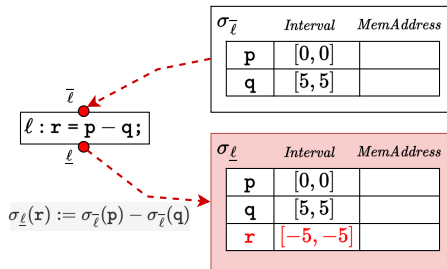 σ_ℓ̅ Interval MemAddress
p [0, 0]
q [5, 5]
ℓ̅
ℓ : r = p − q;
ℓ̲
σ_ℓ̲(r) := σ_ℓ̅(p) − σ_ℓ̅(q)
σ_ℓ̲ Interval MemAddress
p [0, 0]
q [5, 5]
r [−5, −5]